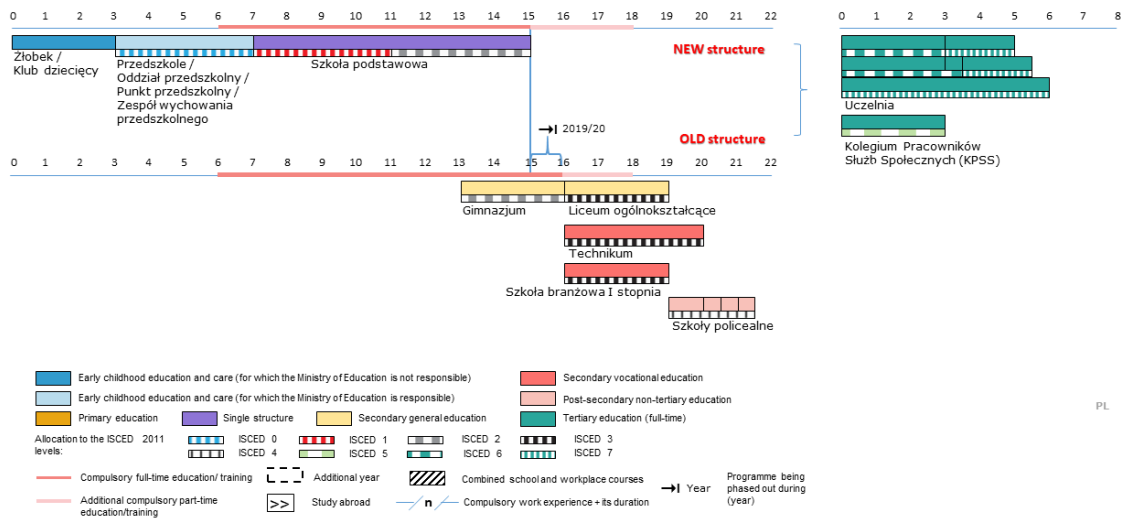 0 1 2 3 4 5 6 7 8 9 10 11 12 13 14 15 16 17 18 19 20 21 22
0 1 2 3 4 5 6 7 8
NEW structure
Żłobek /
Klub dziecięcy
Przedszkole /
Oddział przedszkolny /
Punkt przedszkolny /
Zespół wychowania
przedszkolnego
Szkoła podstawowa
Uczelnia
2019/20
OLD structure
Kolegium Pracowników
Służb Społecznych (KPSS)
0 1 2 3 4 5 6 7 8 9 10 11 12 13 14 15 16 17 18 19 20 21 22
Gimnazjum
Liceum ogólnokształcące
Technikum
Szkoła branżowa I stopnia
Szkoły policealne
Early childhood education and care (for which the Ministry of Education is not responsible)
Secondary vocational education
Early childhood education and care (for which the Ministry of Education is responsible)
Post-secondary non-tertiary education
Primary education
Single structure
Secondary general education
Tertiary education (full-time)
PL
Allocation to the ISCED 2011
levels:
ISCED 0
ISCED 1
ISCED 2
ISCED 3
ISCED 4
ISCED 5
ISCED 6
ISCED 7
Compulsory full-time education/ training
Additional year
Combined school and workplace courses
Year
Programme being
phased out during
(year)
Additional compulsory part-time
education/training
>> Study abroad
n Compulsory work experience + its duration